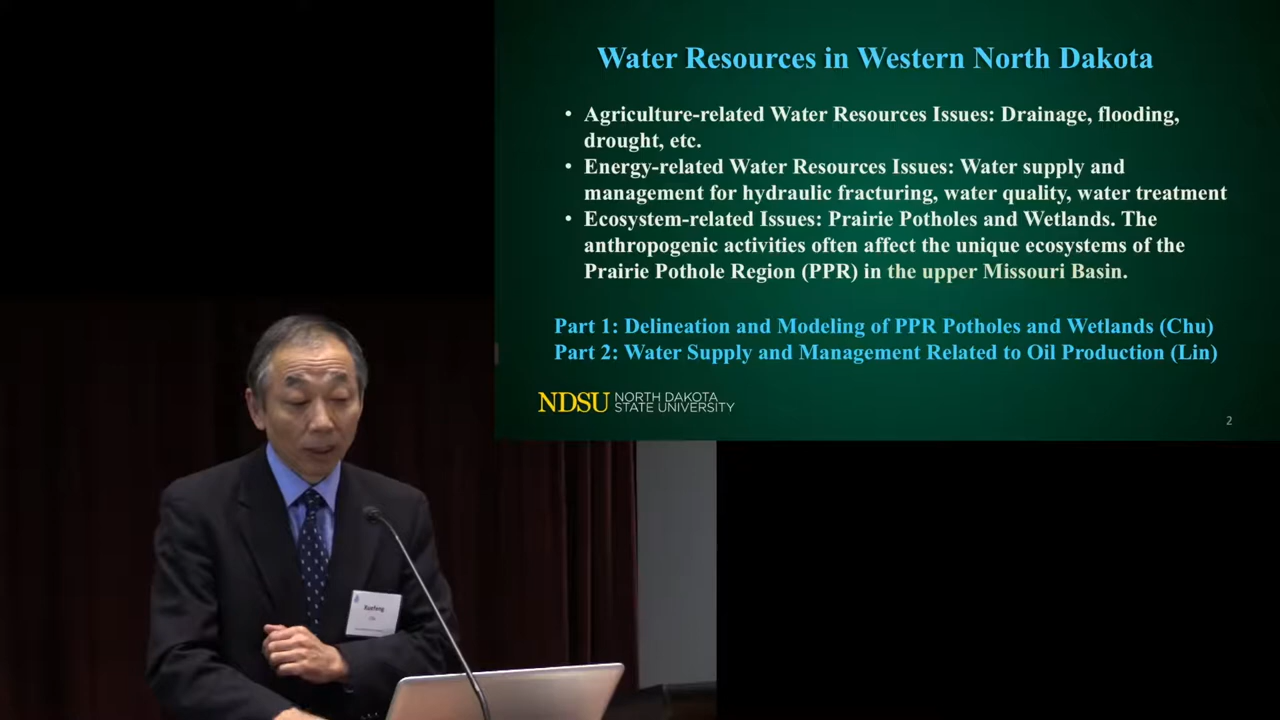 Water Resources in Western North Dakota
• Agriculture-related Water Resources Issues: Drainage, flooding,
drought, etc.
• Energy-related Water Resources Issues: Water supply and
management for hydraulic fracturing, water quality, water treatment
• Ecosystem-related Issues: Prairie Potholes and Wetlands. The
anthropogenic activities often affect the unique ecosystems of the
Prairie Pothole Region (PPR) in the upper Missouri Basin.
Part 1: Delineation and Modeling of PPR Potholes and Wetlands (Chu)
Part 2: Water Supply and Management Related to Oil Production (Lin)
NDSU NORTH DAKOTA
STATE UNIVERSITY
2
Xuefeng